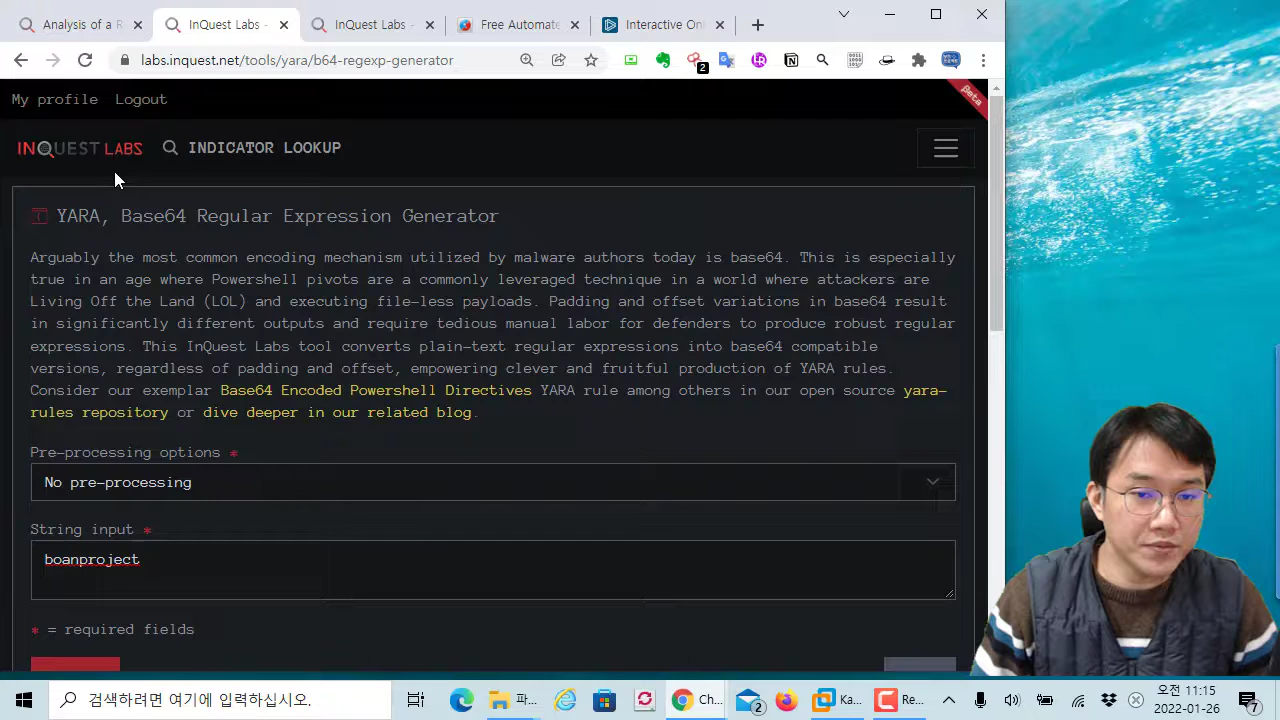 Analysis of a R
InQuest Labs -
InQuest Labs -
Free Automate
Interactive Onl
labs.inquest.net/tools/yara/b64-regexp-generator
2
My profile Logout
βeta
INQUEST LABS INDICATOR LOOKUP
YARA, Base64 Regular Expression Generator
Arguably the most common encoding mechanism utilized by malware authors today is base64. This is especially
true in an age where Powershell pivots are a commonly leveraged technique in a world where attackers are
Living Off the Land (LOL) and executing file-less payloads. Padding and offset variations in base64 result
in significantly different outputs and require tedious manual labor for defenders to produce robust regular
expressions. This InQuest Labs tool converts plain-text regular expressions into base64 compatible
versions, regardless of padding and offset, empowering clever and fruitful production of YARA rules.
Consider our exemplar Base64 Encoded Powershell Directives YARA rule among others in our open source yara-
rules repository or dive deeper in our related blog.
Pre-processing options *
No pre-processing
String input *
boanproject
* = required fields
검색하려면 여기에 입력하십시오.
파...
Ch...
2
Ka...
Re...
오전 11:15
2022-01-26
7